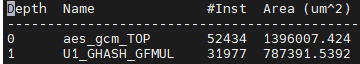 Depth  Name                 #Inst  Area (um^2)
-----------------------------------------------
0      aes_gcm_TOP          52434  1396007.424
1      U1_GHASH_GFMUL       31977  787391.5392